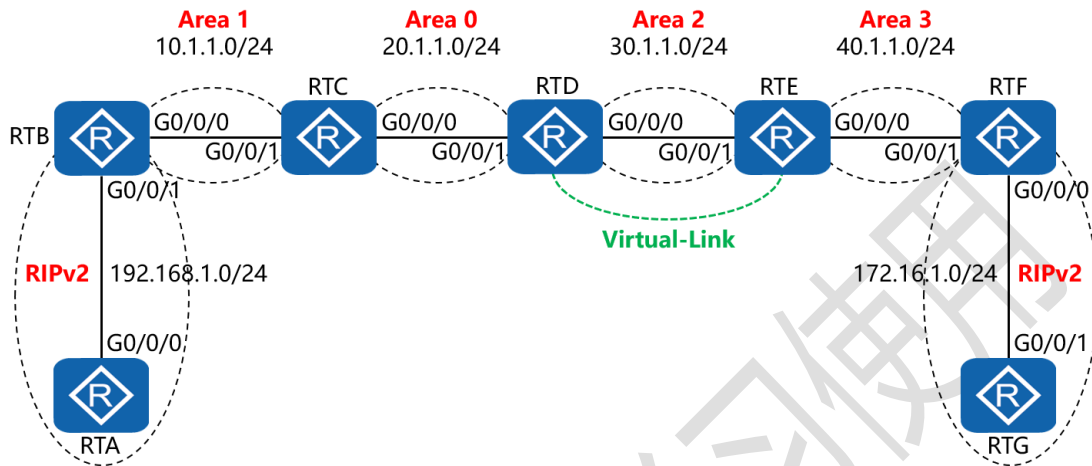 Area 1
Area 0
Area 2
Area 3
10.1.1.0/24
20.1.1.0/24
30.1.1.0/24
40.1.1.0/24
RTB
RTC
RTD
RTE
RTF
G0/0/0
G0/0/1
G0/0/0
G0/0/1
G0/0/0
G0/0/1
G0/0/0
G0/0/1
G0/0/1
G0/0/0
Virtual-Link
RIPv2
192.168.1.0/24
172.16.1.0/24
RIPv2
G0/0/0
G0/0/1
RTA
RTG
R
R
R
R
R
R
R
习使用